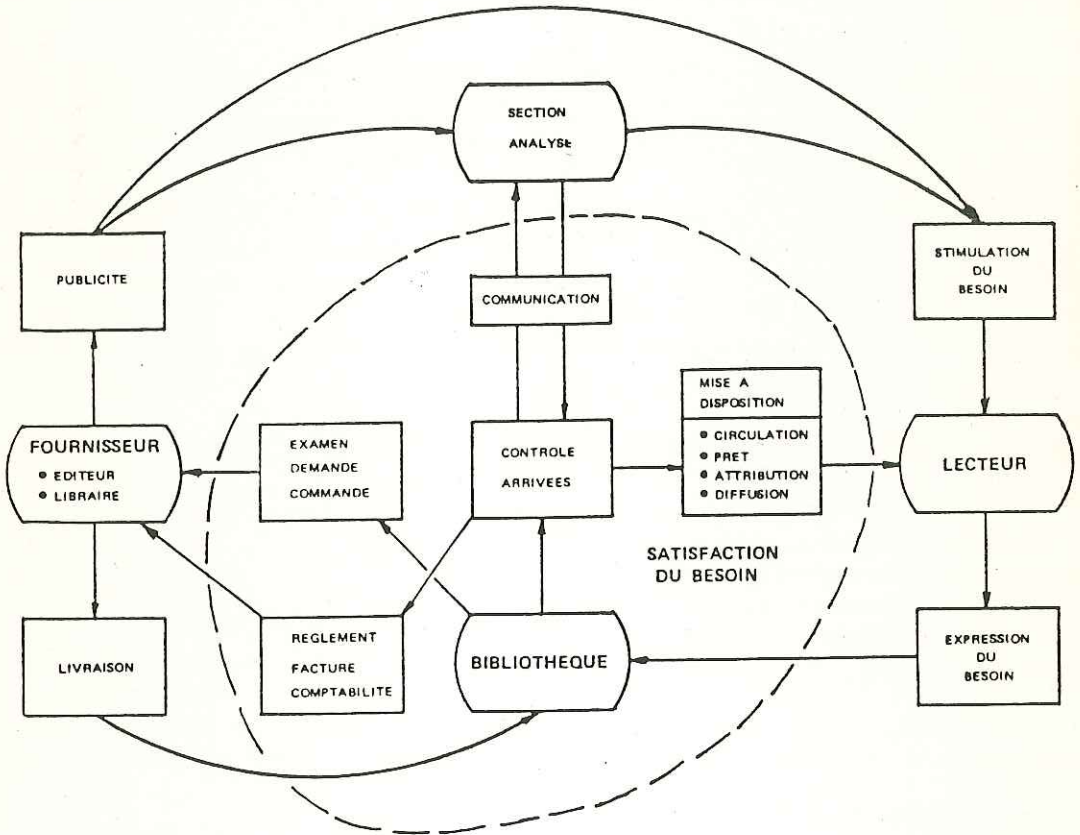 SECTION
ANALYSE
PUBLICITE
STIMULATION
DU
BESOIN
COMMUNICATION
MISE A
DISPOSITION
• CIRCULATION
• PRET
• ATTRIBUTION
• DIFFUSION
FOURNISSEUR
• EDITEUR
• LIBRAIRE
EXAMEN
DEMANDE
COMMANDE
CONTROLE
ARRIVEES
LECTEUR
SATISFACTION
DU BESOIN
LIVRAISON
REGLEMENT
FACTURE
COMPTABILITE
BIBLIOTHEQUE
EXPRESSION
DU
BESOIN